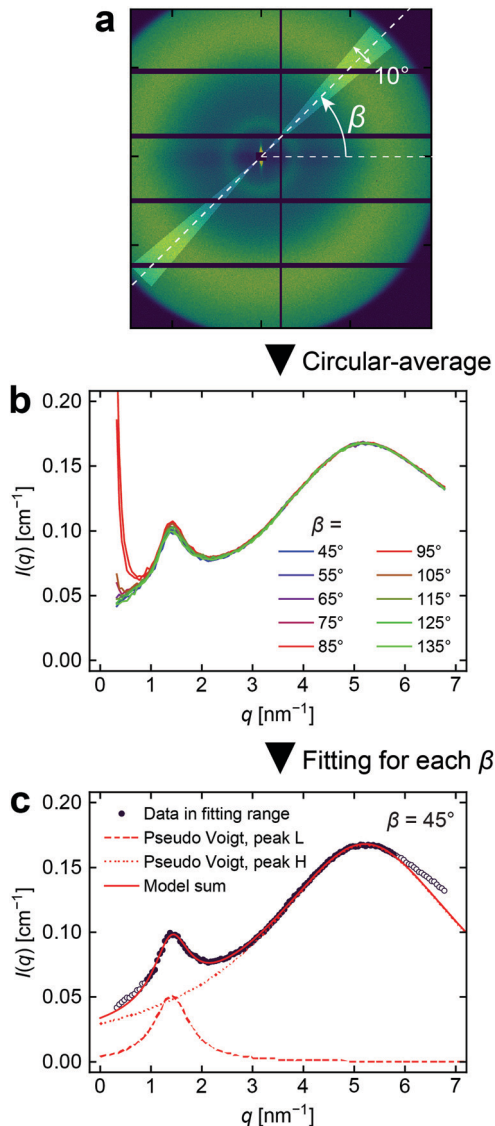 a
10°
β
Circular-average
b
0.20
0.15
0.10
0.05
0.00
I(q) [cm⁻¹]
β =
45° 95°
55° 105°
65° 115°
75° 125°
85° 135°
0 1 2 3 4 5 6 7
q [nm⁻¹]
Fitting for each β
c
0.20
0.15
0.10
0.05
0.00
I(q) [cm⁻¹]
Data in fitting range
Pseudo Voigt, peak L
Pseudo Voigt, peak H
Model sum
β = 45°
0 1 2 3 4 5 6 7
q [nm⁻¹]